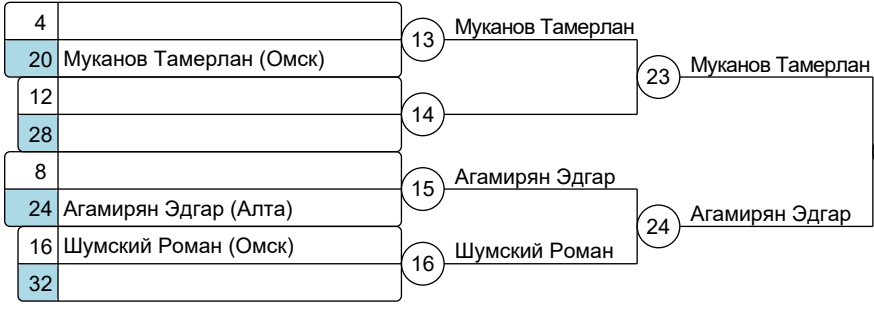 4
13
Муканов Тамерлан
20 Муканов Тамерлан (Омск)
23
Муканов Тамерлан
12
14
28
8
15
Агамирян Эдгар
24 Агамирян Эдгар (Алта)
24
Агамирян Эдгар
16 Шумский Роман (Омск)
16
Шумский Роман
32